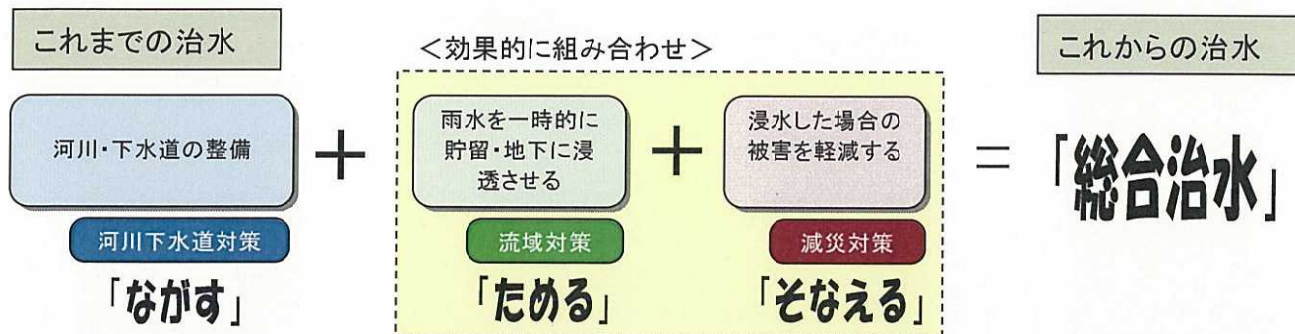 これまでの治水
＜効果的に組み合わせ＞
これからの治水
河川・下水道の整備
＋
雨水を一時的に
貯留・地下に浸
透させる
＋
浸水した場合の
被害を軽減する
＝
「総合治水」
河川下水道対策
流域対策
減災対策
「ながす」
「ためる」
「そなえる」